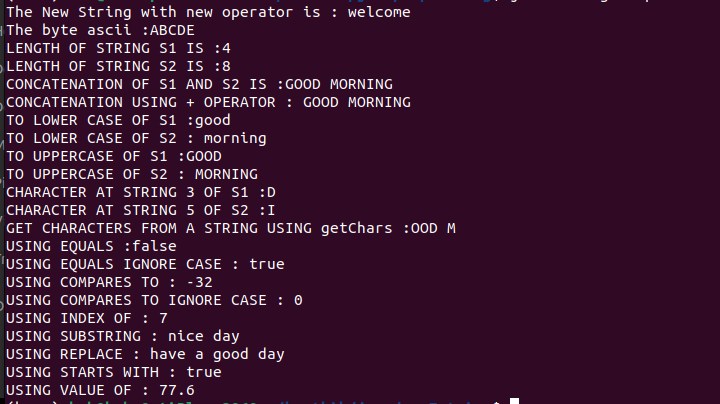 The New String with new operator is : welcome
The byte ascii :ABCDE
LENGTH OF STRING S1 IS :4
LENGTH OF STRING S2 IS :8
CONCATENATION OF S1 AND S2 IS :GOOD MORNING
CONCATENATION USING + OPERATOR : GOOD MORNING
TO LOWER CASE OF S1 :good
TO LOWER CASE OF S2 : morning
TO UPPERCASE OF S1 :GOOD
TO UPPERCASE OF S2 : MORNING
CHARACTER AT STRING 3 OF S1 :D
CHARACTER AT STRING 5 OF S2 :I
GET CHARACTERS FROM A STRING USING getChars :OOD M
USING EQUALS :false
USING EQUALS IGNORE CASE : true
USING COMPARES TO : -32
USING COMPARES TO IGNORE CASE : 0
USING INDEX OF : 7
USING SUBSTRING : nice day
USING REPLACE : have a good day
USING STARTS WITH : true
USING VALUE OF : 77.6